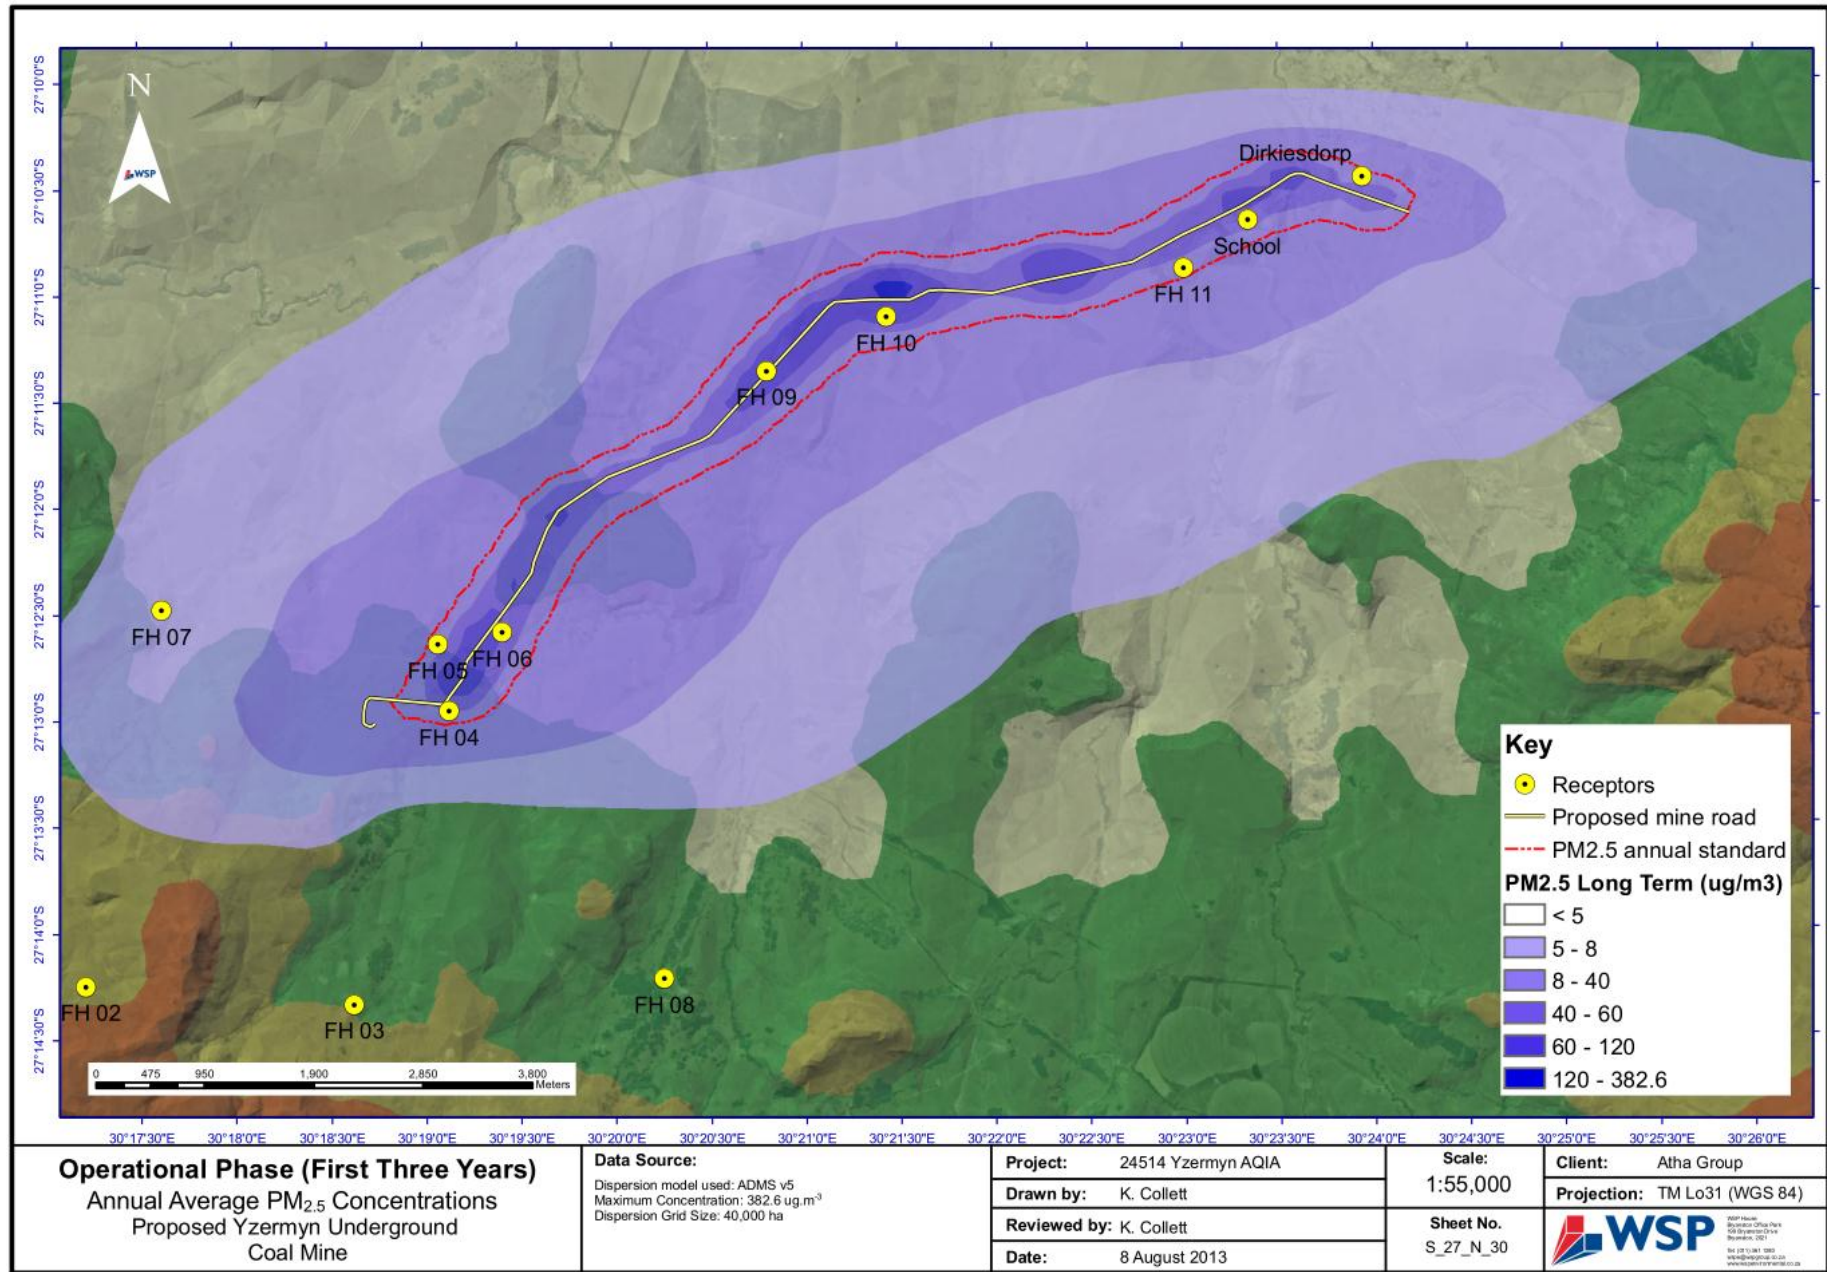 27°10'0"S
27°10'30"S
27°11'0"S
27°11'30"S
27°12'0"S
27°12'30"S
27°13'0"S
27°13'30"S
27°14'0"S
27°14'30"S
N
WSP
Dirkiesdorp
School
FH 11
FH 10
FH 09
FH 07
FH 05
FH 06
FH 04
FH 02
FH 03
FH 08
Key
Receptors
Proposed mine road
PM2.5 annual standard
PM2.5 Long Term (ug/m3)
< 5
5 - 8
8 - 40
40 - 60
60 - 120
120 - 382.6
0 475 950 1,900 2,850 3,800
Meters
30°17'30"E 30°18'0"E 30°18'30"E 30°19'0"E 30°19'30"E 30°20'0"E 30°20'30"E 30°21'0"E 30°21'30"E 30°22'0"E 30°22'30"E 30°23'0"E 30°23'30"E 30°24'0"E 30°24'30"E 30°25'0"E 30°25'30"E 30°26'0"E
Operational Phase (First Three Years)
Annual Average PM2.5 Concentrations
Proposed Yzermyn Underground
Coal Mine
Data Source:
Dispersion model used: ADMS v5
Maximum Concentration: 382.6 ug.m-3
Dispersion Grid Size: 40,000 ha
Project: 24514 Yzermyn AQIA
Drawn by: K. Collett
Reviewed by: K. Collett
Date: 8 August 2013
Scale:
1:55,000
Sheet No.
S_27_N_30
Client: Atha Group
Projection: TM Lo31 (WGS 84)
WSP